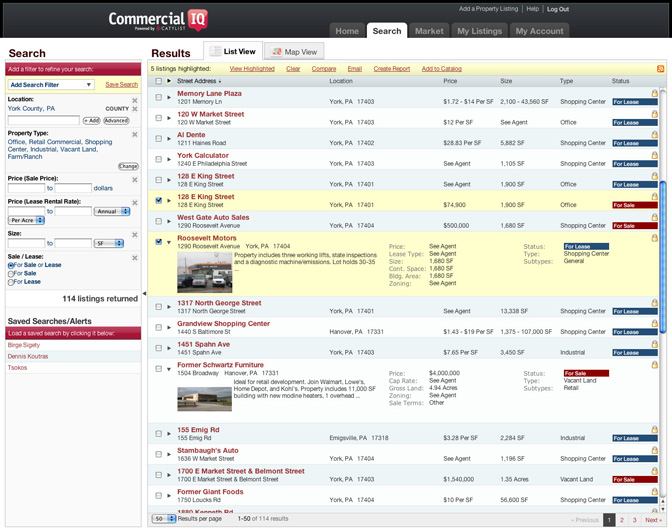 Add a Property Listing | Help | Log Out
Commercial IQ
Powered by CATYLIST
Home Search Market My Listings My Account
Search
Add a filter to refine your search:
Add Search Filter Save Search
Location:
York County, PA COUNTY
+ Add Advanced
Property Type:
Office, Retail Commercial, Shopping
Center, Industrial, Vacant Land,
Farm/Ranch
Change
Price (Sale Price):
to dollars
Price (Lease Rental Rate):
to Annual
Per Acre
Size:
to SF
Sale / Lease:
For Sale or Lease
For Sale
For Lease
114 listings returned
Saved Searches/Alerts
Load a saved search by clicking it below:
Birge Sigety
Dennis Koutras
Tsokos
Results List View Map View
5 listings highlighted: View Highlighted Clear Compare Email Create Report Add to Catalog
Street Address Location Price Size Type Status
Memory Lane Plaza
1201 Memory Ln York, PA 17403 $1.72 - $14 Per SF 2,100 - 43,560 SF Shopping Center For Lease
120 W Market Street
120 W Market Street York, PA 17403 $12 Per SF See Agent Office For Lease
Al Dente
1211 Haines Road York, PA 17402 $28.83 Per SF 5,882 SF Shopping Center For Lease
York Calculator
1240 E Philadelphia Street York, PA 17403 See Agent 1,105 SF Shopping Center For Lease
128 E King Street
128 E King Street York, PA 17401 See Agent 1,900 SF Office For Lease
128 E King Street
128 E King Street York, PA 17401 $74,900 1,900 SF Office For Sale
West Gate Auto Sales
1290 Roosevelt Avenue York, PA 17404 $500,000 1,680 SF Shopping Center For Sale
Roosevelt Motors
1290 Roosevelt Avenue York, PA 17404
Property includes three working lifts, state inspections
and a diagnostic machine/emissions. Lot holds 30-35
...
Price: See Agent
Lease Type: See Agent
Size: 1,680 SF
Cont. Space: 1,680 SF
Bldg. Area: 1,680 SF
Zoning: See Agent
Status: For Lease
Type: Shopping Center
Subtypes: General
1317 North George Street
1317 North George Street York, PA 17401 See Agent 13,338 SF Shopping Center For Lease
Grandview Shopping Center
1440 S Baltimore St Hanover, PA 17331 $1.43 - $19 Per SF 1,375 - 107,000 SF Shopping Center For Lease
1451 Spahn Ave
1451 Spahn Ave York, PA 17403 $7.65 Per SF 3,450 SF Industrial For Lease
Former Schwartz Furniture
1504 Broadway Hanover, PA 17331
Ideal for retail development. Join Walmart, Lowe's,
Home Depot, and Kohl's. Property includes 11,000 SF
building with new modine heaters, 1 overhead ...
Price: $4,000,000
Cap Rate: See Agent
Gross Land: 4.94 Acres
Zoning: See Agent
Sale Terms: Other
Status: For Sale
Type: Vacant Land
Subtypes: Retail
155 Emig Rd
155 Emig Rd Emigsville, PA 17318 $3.28 Per SF 2,284 SF Industrial For Lease
Stambaugh's Auto
1636 W Market Street York, PA 17404 See Agent 1,196 SF Shopping Center For Lease
1700 E Market Street & Belmont Street
1700 E Market Street & Belmont Street York, PA 17403 $1,540,000 1.35 Acres Vacant Land For Sale
Former Giant Foods
1750 Loucks Rd York, PA 17404 $10 Per SF 56,600 SF Shopping Center For Lease
1880 Kenneth Rd
50 Results per page 1-50 of 114 results « Previous 1 2 3 Next »